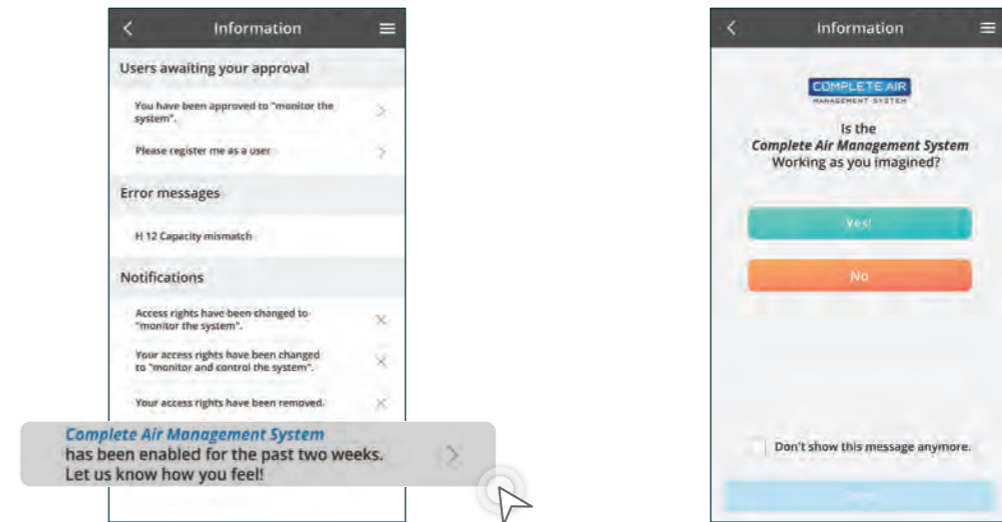 Information
Users awaiting your approval
You have been approved to "monitor the
system".
Please register me as a user
Error messages
H 12 Capacity mismatch
Notifications
Access rights have been changed to
"monitor the system".
Your access rights have been changed
to "monitor and control the system".
Your access rights have been removed.
Complete Air Management System
has been enabled for the past two weeks.
Let us know how you feel!
Information
COMPLETE AIR
MANAGEMENT SYSTEM
Is the
Complete Air Management System
Working as you imagined?
Yes!
No
Don't show this message anymore.